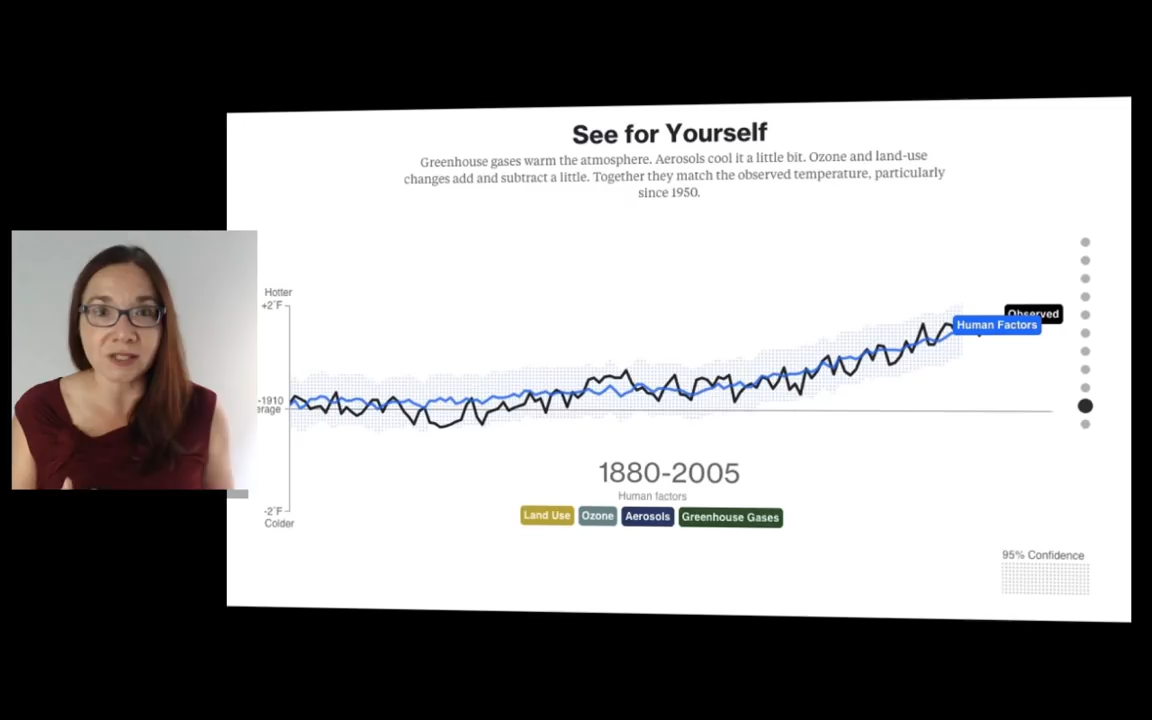 See for Yourself
Greenhouse gases warm the atmosphere. Aerosols cool it a little bit. Ozone and land-use
changes add and subtract a little. Together they match the observed temperature, particularly
since 1950.
Hotter
+2°F
Observed
Human Factors
-1910
erage
1880-2005
Human factors
Land Use Ozone Aerosols Greenhouse Gases
-2°F
Colder
95% Confidence